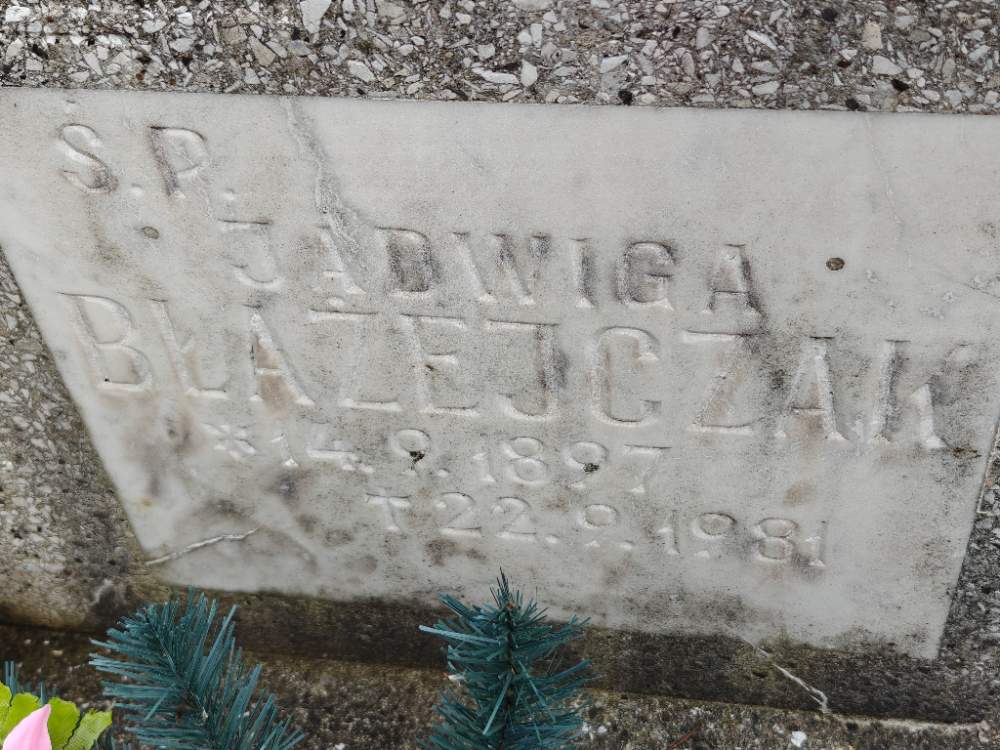 Ś.P.
JADWIGA
BŁAŻEJCZAK
* 14.9.1897
† 22.9.1981